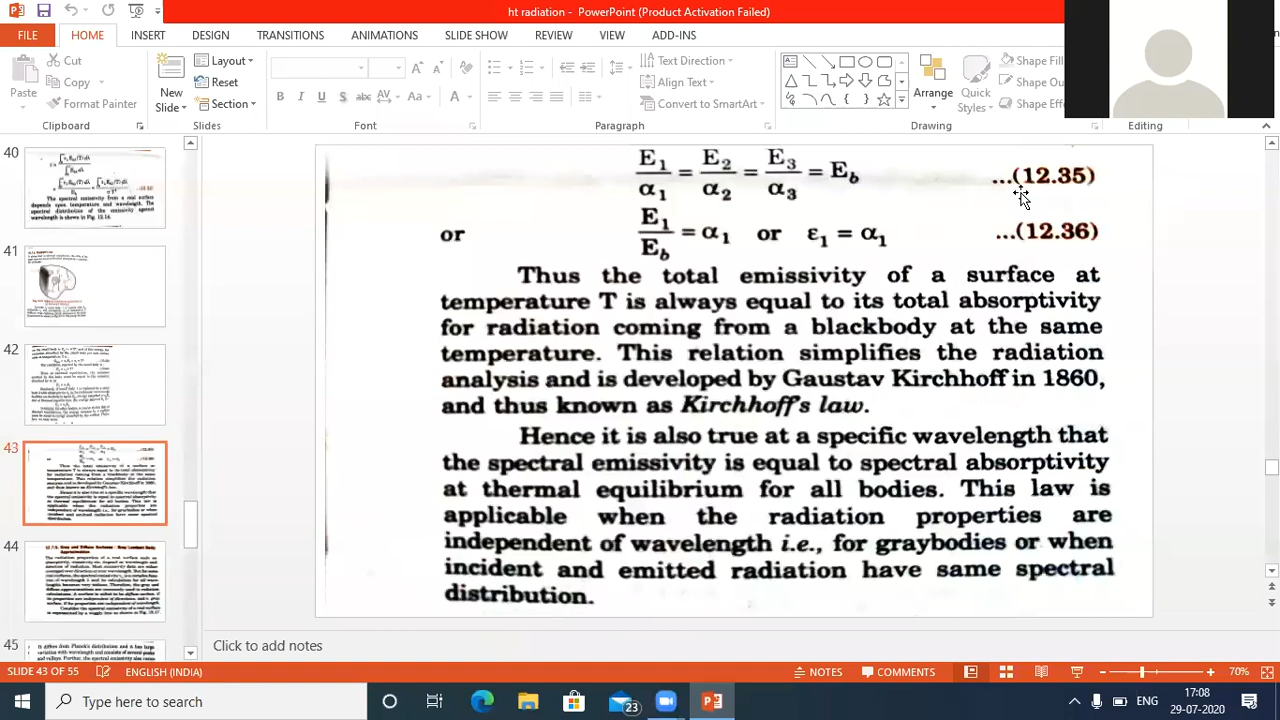 ht radiation - PowerPoint (Product Activation Failed)
FILE HOME INSERT DESIGN TRANSITIONS ANIMATIONS SLIDE SHOW REVIEW VIEW ADD-INS
Paste
Cut
Copy
Format Painter
Clipboard
New
Slide
Layout
Reset
Section
Slides
B I U S abc AV Aa A
Font
Text Direction
Align Text
Convert to SmartArt
Paragraph
Arrange
Quick
Styles
Shape Fill
Shape Ou
Shape Effe
Drawing
Editing
40
41
42
43
44
45
E1/α1 = E2/α2 = E3/α3 = Eb ...(12.35)
or E1/Eb = α1 or ε1 = α1 ...(12.36)
Thus the total emissivity of a surface at
temperature T is always equal to its total absorptivity
for radiation coming from a blackbody at the same
temperature. This relation simplifies the radiation
analysis and is developed by Gaustav Kirchhoff in 1860,
and thus known as Kirchhoff's law.
Hence it is also true at a specific wavelength that
the spectral emissivity is equal to spectral absorptivity
at thermal equilibrium for all bodies. This law is
applicable when the radiation properties are
independent of wavelength i.e., for graybodies or when
incident and emitted radiation have same spectral
distribution.
Click to add notes
SLIDE 43 OF 55 ENGLISH (INDIA) NOTES COMMENTS 70%
Type here to search
23
ENG
17:08
29-07-2020